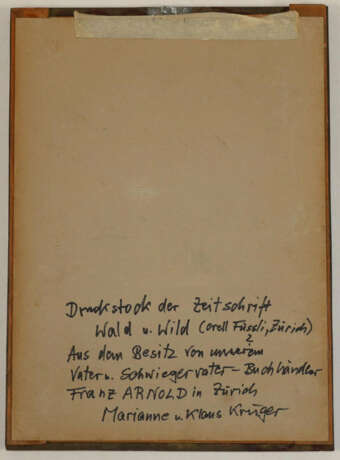 Druckstock der Zeitschrift
Wald u. Wild (Orell Füssli, Zürich)
Aus dem Besitz von unserem
Vater u. Schwiegervater - Buchhändler
Franz ARNOLD in Zürich
Marianne u. Klaus Krüger